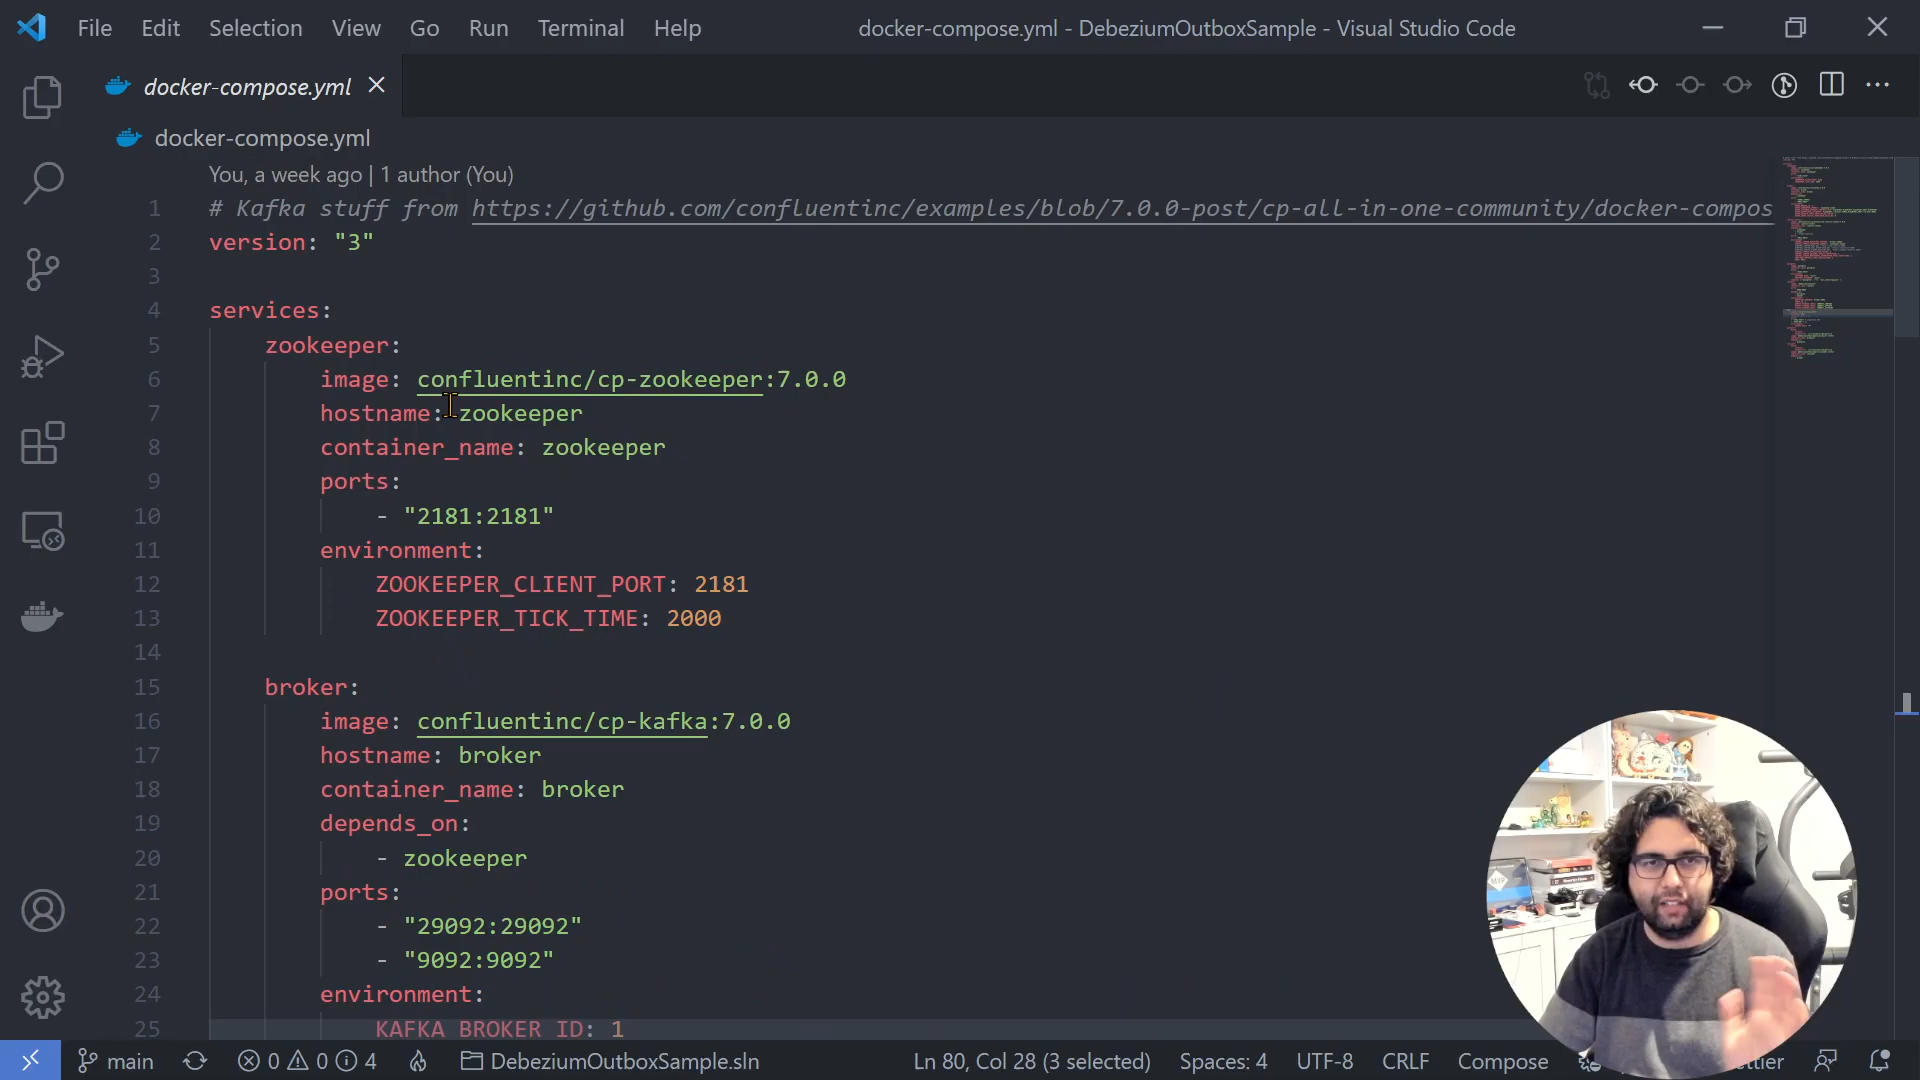 File Edit Selection View Go Run Terminal Help docker-compose.yml - DebeziumOutboxSample - Visual Studio Code
docker-compose.yml
docker-compose.yml
You, a week ago | 1 author (You)
1 # Kafka stuff from https://github.com/confluentinc/examples/blob/7.0.0-post/cp-all-in-one-community/docker-compos
2 version: "3"
3
4 services:
5 zookeeper:
6 image: confluentinc/cp-zookeeper:7.0.0
7 hostname: zookeeper
8 container_name: zookeeper
9 ports:
10 - "2181:2181"
11 environment:
12 ZOOKEEPER_CLIENT_PORT: 2181
13 ZOOKEEPER_TICK_TIME: 2000
14
15 broker:
16 image: confluentinc/cp-kafka:7.0.0
17 hostname: broker
18 container_name: broker
19 depends_on:
20 - zookeeper
21 ports:
22 - "29092:29092"
23 - "9092:9092"
24 environment:
25 KAFKA_BROKER_ID: 1
main 0 0 4 DebeziumOutboxSample.sln Ln 80, Col 28 (3 selected) Spaces: 4 UTF-8 CRLF Compose